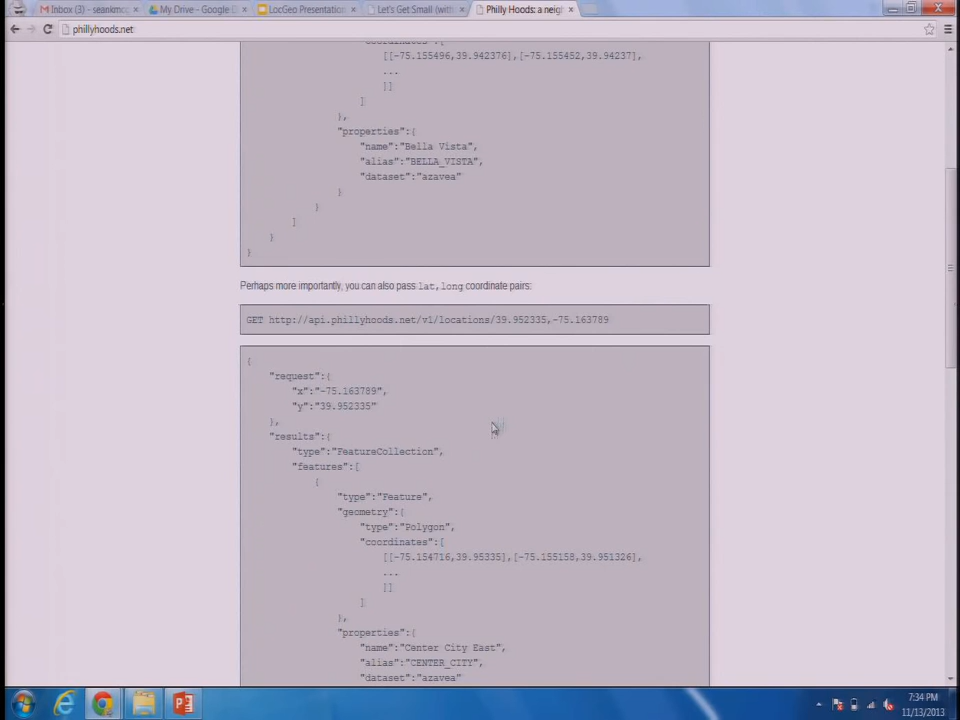 Inbox (3) - seankmc
My Drive - Google D
LocGeo Presentation
Let's Get Small (with
Philly Hoods: a neig
phillyhoods.net
[[-75.155496,39.942376],[-75.155452,39.94237],
...
]]
]
},
"properties":{
"name":"Bella Vista",
"alias":"BELLA_VISTA",
"dataset":"azavea"
}
}
]
}
}
Perhaps more importantly, you can also pass lat,long coordinate pairs:
GET http://api.phillyhoods.net/v1/locations/39.952335,-75.163789
{
"request":{
"x":"-75.163789",
"y":"39.952335"
},
"results":{
"type":"FeatureCollection",
"features":[
{
"type":"Feature",
"geometry":{
"type":"Polygon",
"coordinates":[
[[-75.154716,39.95335],[-75.155158,39.951326],
...
]]
]
},
"properties":{
"name":"Center City East",
"alias":"CENTER_CITY",
"dataset":"azavea"
7:34 PM
11/13/2013